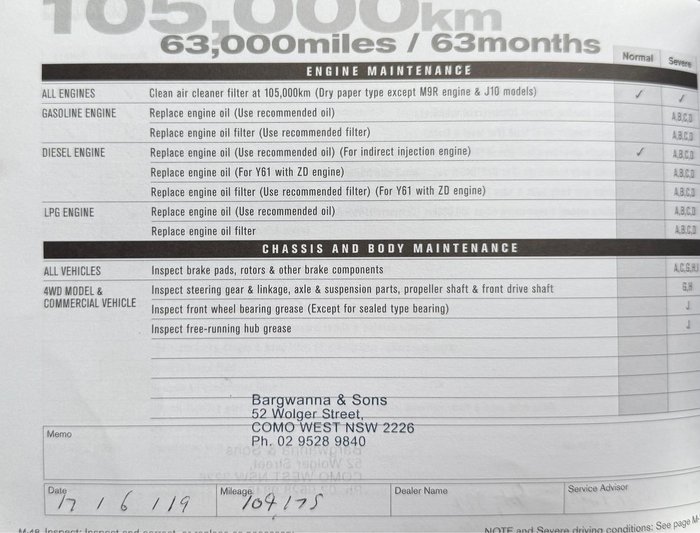 105,000km
63,000miles / 63months
Normal Severe
ENGINE MAINTENANCE
ALL ENGINES Clean air cleaner filter at 105,000km (Dry paper type except M9R engine & J10 models) ✓ ✓
GASOLINE ENGINE Replace engine oil (Use recommended oil) A,B,C,D
Replace engine oil filter (Use recommended filter) A,B,C,D
DIESEL ENGINE Replace engine oil (Use recommended oil) (For indirect injection engine) ✓ A,B,C,D
Replace engine oil (For Y61 with ZD engine) A,B,C,D
Replace engine oil filter (Use recommended filter) (For Y61 with ZD engine) A,B,C,D
LPG ENGINE Replace engine oil (Use recommended oil) A,B,C,D
Replace engine oil filter A,B,C,D
CHASSIS AND BODY MAINTENANCE
ALL VEHICLES Inspect brake pads, rotors & other brake components A,C,G,H,I
4WD MODEL & Inspect steering gear & linkage, axle & suspension parts, propeller shaft & front drive shaft G,H
COMMERCIAL VEHICLE Inspect front wheel bearing grease (Except for sealed type bearing) J
Inspect free-running hub grease J
Bargwanna & Sons
52 Wolger Street,
COMO WEST NSW 2226
Ph. 02 9528 9840
Memo
Date 17 / 6 / 19 Mileage 104175 Dealer Name Service Advisor
NOTE and Severe driving conditions: See page M-